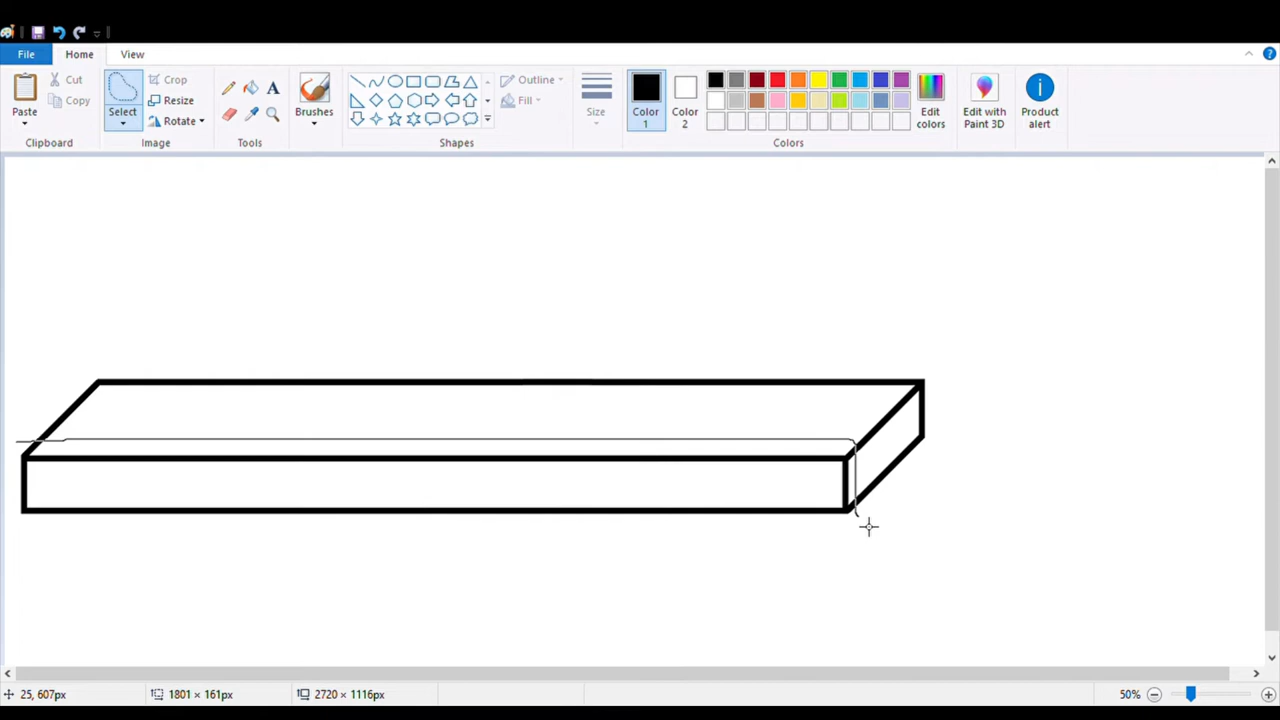 File Home View
Paste
Cut
Copy
Clipboard
Select
Crop
Resize
Rotate
Image
Tools
Brushes
Outline
Fill
Shapes
Size
Color 1
Color 2
Edit colors
Colors
Edit with Paint 3D
Product alert
25, 607px 1801 × 161px 2720 × 1116px 50%